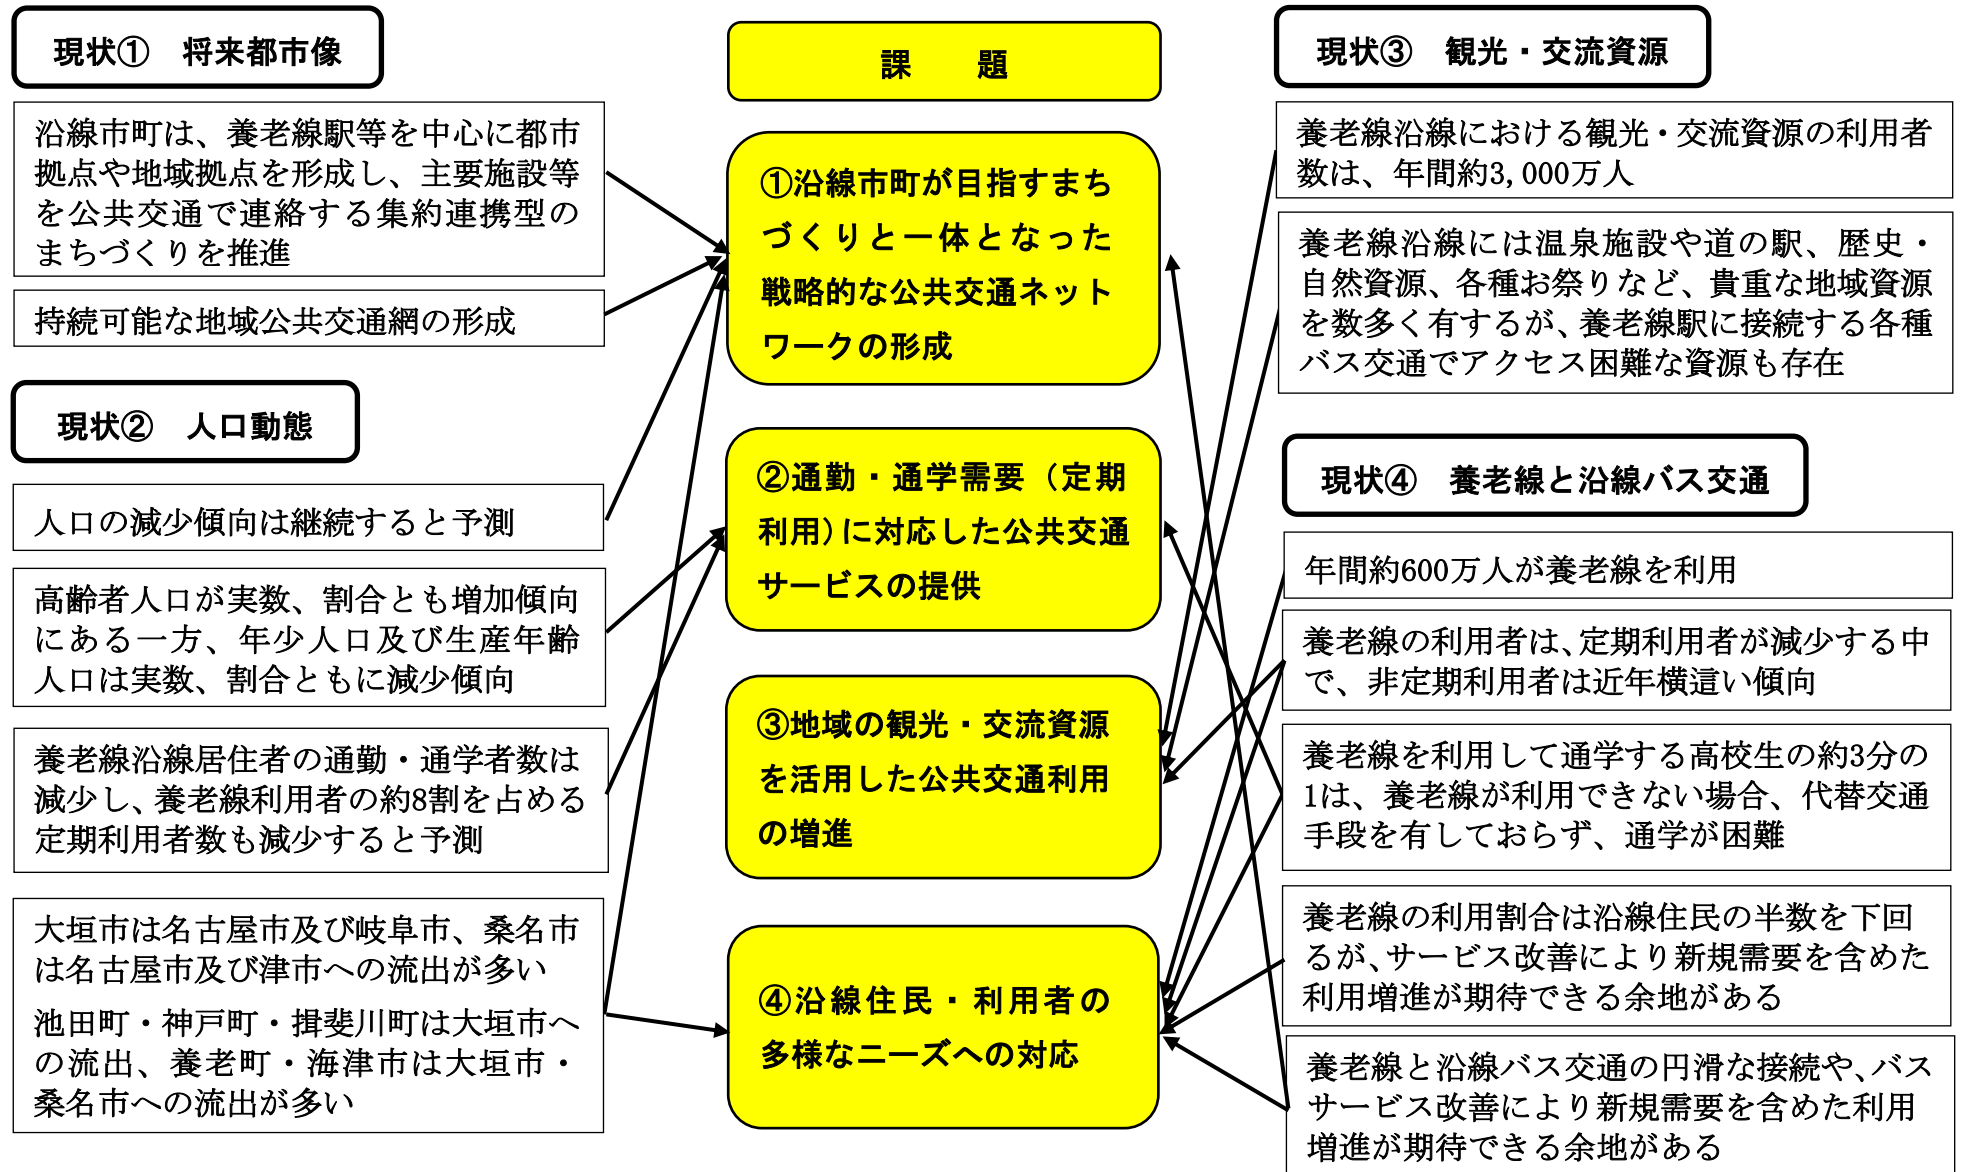 現状① 将来都市像
沿線市町は、養老線駅等を中心に都市
拠点や地域拠点を形成し、主要施設等
を公共交通で連絡する集約連携型の
まちづくりを推進
持続可能な地域公共交通網の形成
現状② 人口動態
人口の減少傾向は継続すると予測
高齢者人口が実数、割合とも増加傾向
にある一方、年少人口及び生産年齢
人口は実数、割合ともに減少傾向
養老線沿線居住者の通勤・通学者数は
減少し、養老線利用者の約8割を占める
定期利用者数も減少すると予測
大垣市は名古屋市及び岐阜市、桑名市
は名古屋市及び津市への流出が多い
池田町・神戸町・揖斐川町は大垣市へ
の流出、養老町・海津市は大垣市・
桑名市への流出が多い
課 題
①沿線市町が目指すまち
づくりと一体となった
戦略的な公共交通ネット
ワークの形成
②通勤・通学需要（定期
利用）に対応した公共交通
サービスの提供
③地域の観光・交流資源
を活用した公共交通利用
の増進
④沿線住民・利用者の
多様なニーズへの対応
現状③ 観光・交流資源
養老線沿線における観光・交流資源の利用者
数は、年間約3,000万人
養老線沿線には温泉施設や道の駅、歴史・
自然資源、各種お祭りなど、貴重な地域資源
を数多く有するが、養老線駅に接続する各種
バス交通でアクセス困難な資源も存在
現状④ 養老線と沿線バス交通
年間約600万人が養老線を利用
養老線の利用者は、定期利用者が減少する中
で、非定期利用者は近年横這い傾向
養老線を利用して通学する高校生の約3分の
1は、養老線が利用できない場合、代替交通
手段を有しておらず、通学が困難
養老線の利用割合は沿線住民の半数を下回
るが、サービス改善により新規需要を含めた
利用増進が期待できる余地がある
養老線と沿線バス交通の円滑な接続や、バス
サービス改善により新規需要を含めた利用
増進が期待できる余地がある